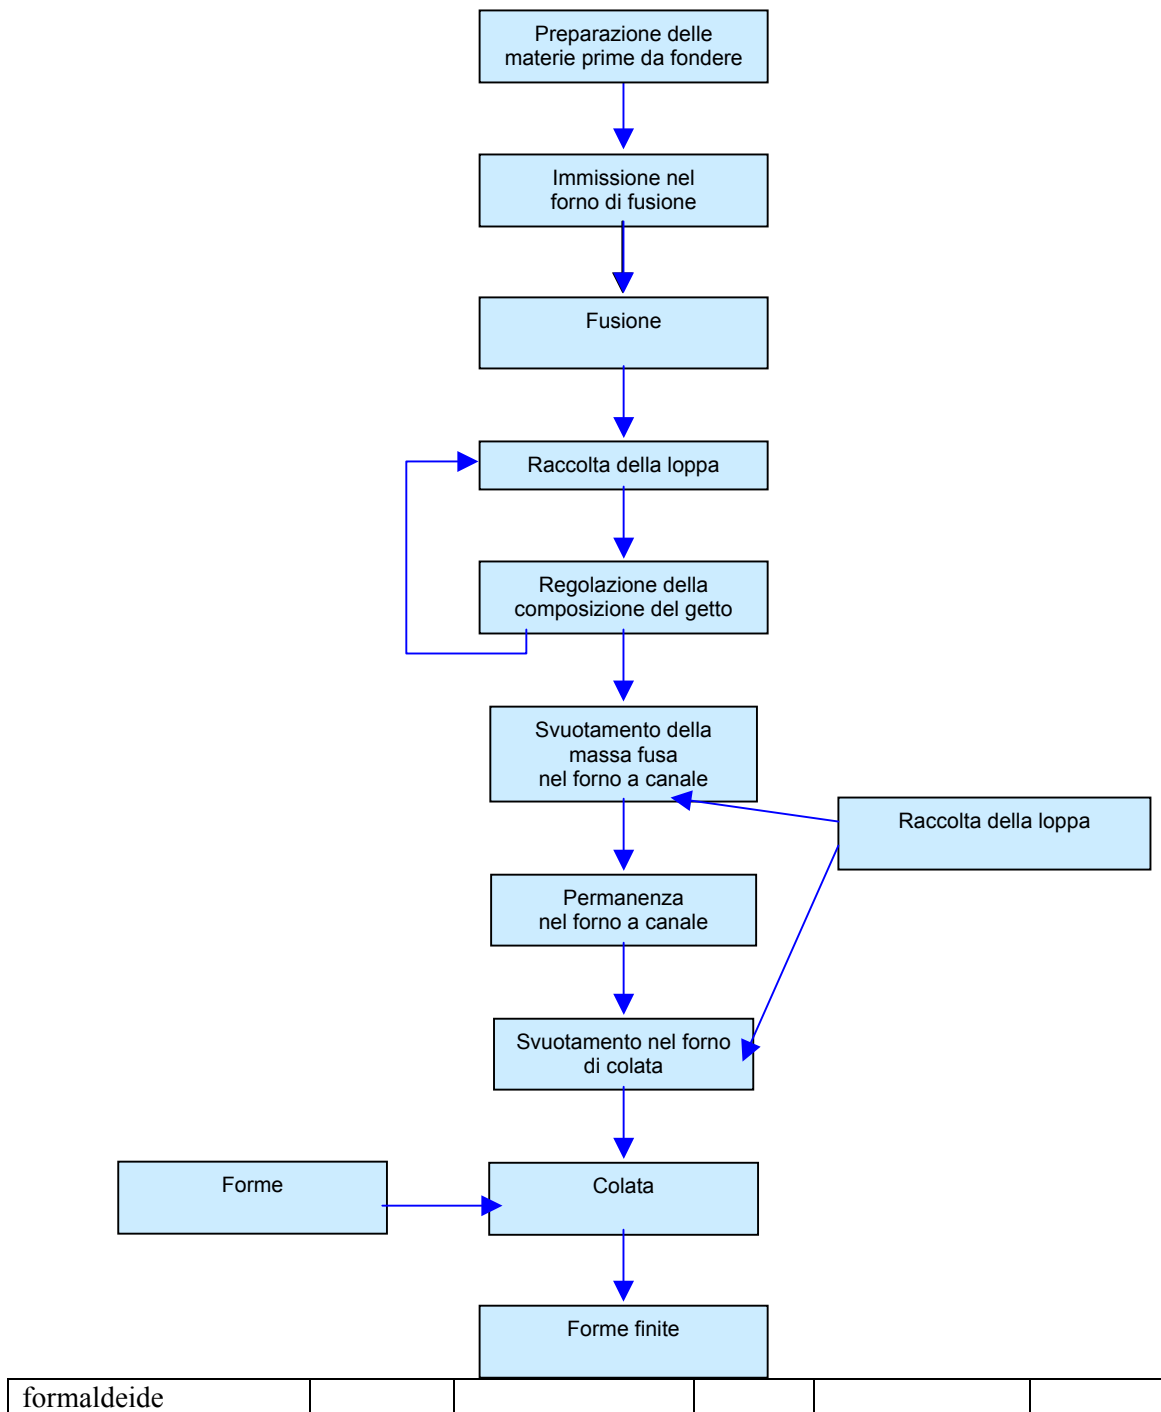 Preparazione delle
materie prime da fondere
Immissione nel
forno di fusione
Fusione
Raccolta della loppa
Regolazione della
composizione del getto
Svuotamento della
massa fusa
nel forno a canale
Raccolta della loppa
Permanenza
nel forno a canale
Svuotamento nel forno
di colata
Forme
Colata
Forme finite
formaldeide